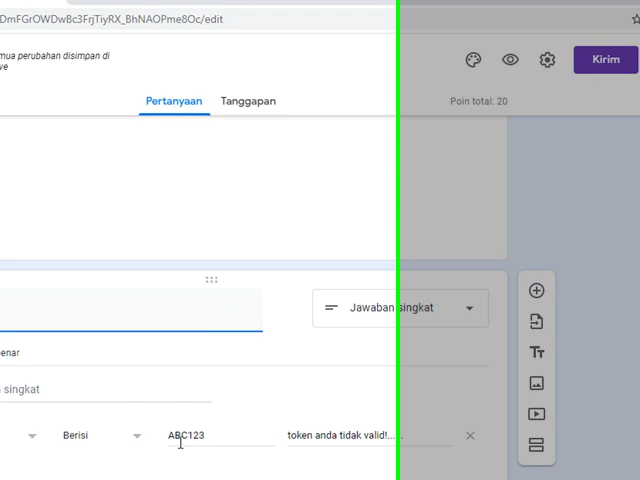 DmFGrOWDwBc3FrjTiyRX_BhNAOPme8Oc/edit
mua perubahan disimpan di
ve
Kirim
Pertanyaan Tanggapan
Poin total: 20
Jawaban singkat
enar
singkat
Berisi ABC123 token anda tidak valid!.....